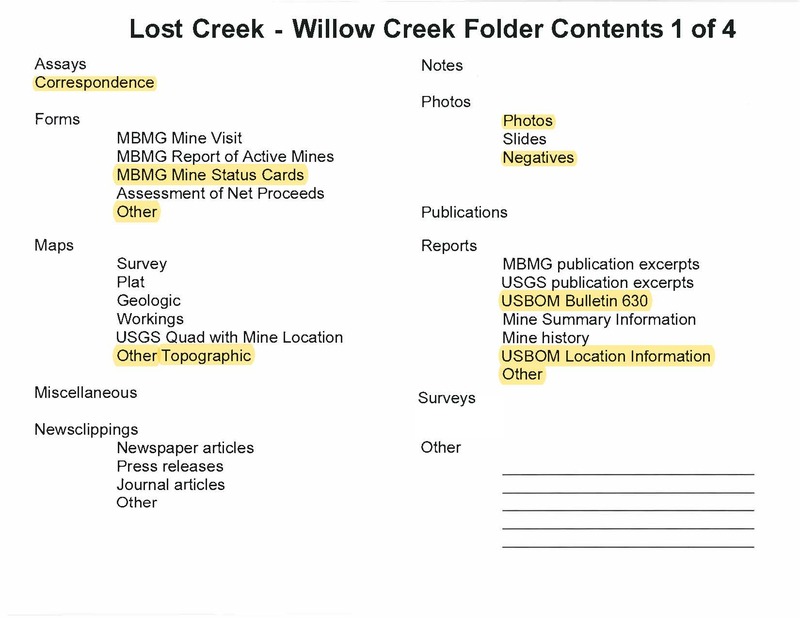 Lost Creek - Willow Creek Folder Contents 1 of 4
Assays
Correspondence
Forms
MBMG Mine Visit
MBMG Report of Active Mines
MBMG Mine Status Cards
Assessment of Net Proceeds
Other
Maps
Survey
Plat
Geologic
Workings
USGS Quad with Mine Location
Other Topographic
Miscellaneous
Newsclippings
Newspaper articles
Press releases
Journal articles
Other
Notes
Photos
Photos
Slides
Negatives
Publications
Reports
MBMG publication excerpts
USGS publication excerpts
USBOM Bulletin 630
Mine Summary Information
Mine history
USBOM Location Information
Other
Surveys
Other